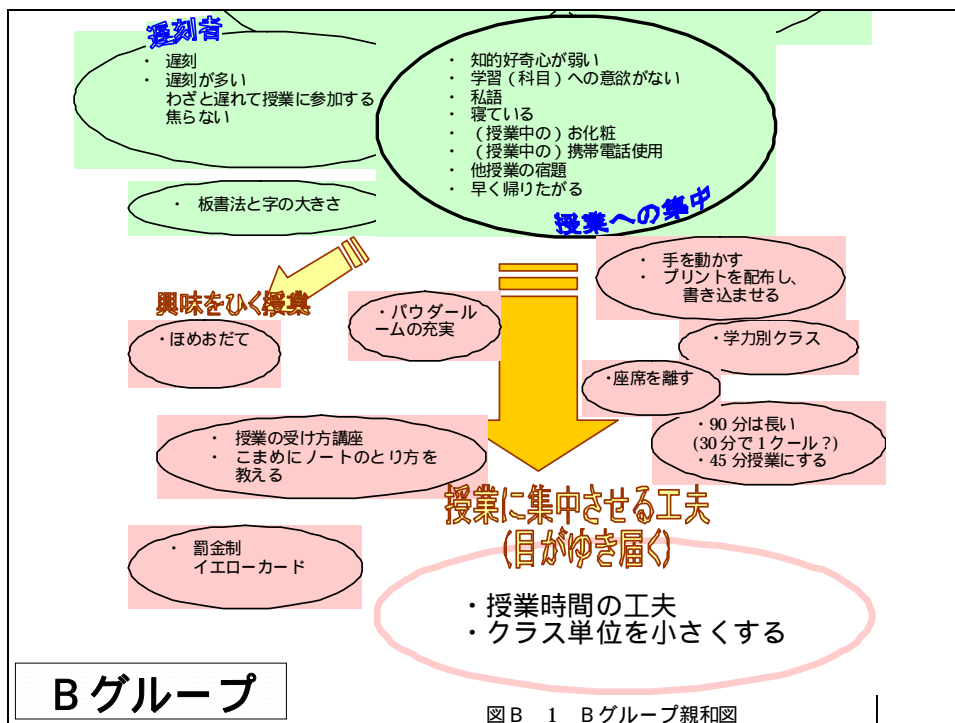 遅刻者
・ 遅刻
・ 遅刻が多い
わざと遅れて授業に参加する
焦らない
・ 知的好奇心が弱い
・ 学習（科目）への意欲がない
・ 私語
・ 寝ている
・ （授業中の）お化粧
・ （授業中の）携帯電話使用
・ 他授業の宿題
・ 早く帰りたがる
授業への集中
・ 板書法と字の大きさ
興味をひく授業
・ 手を動かす
・ プリントを配布し、
書き込ませる
・パウダール
ームの充実
・ほめおだて
・学力別クラス
・座席を離す
・90分は長い
(30分で1クール？)
・45分授業にする
・ 授業の受け方講座
・ こまめにノートのとり方を
教える
授業に集中させる工夫
(目がゆき届く)
・ 罰金制
イエローカード
・授業時間の工夫
・クラス単位を小さくする
Ｂグループ
図Ｂ 1 Ｂグループ親和図